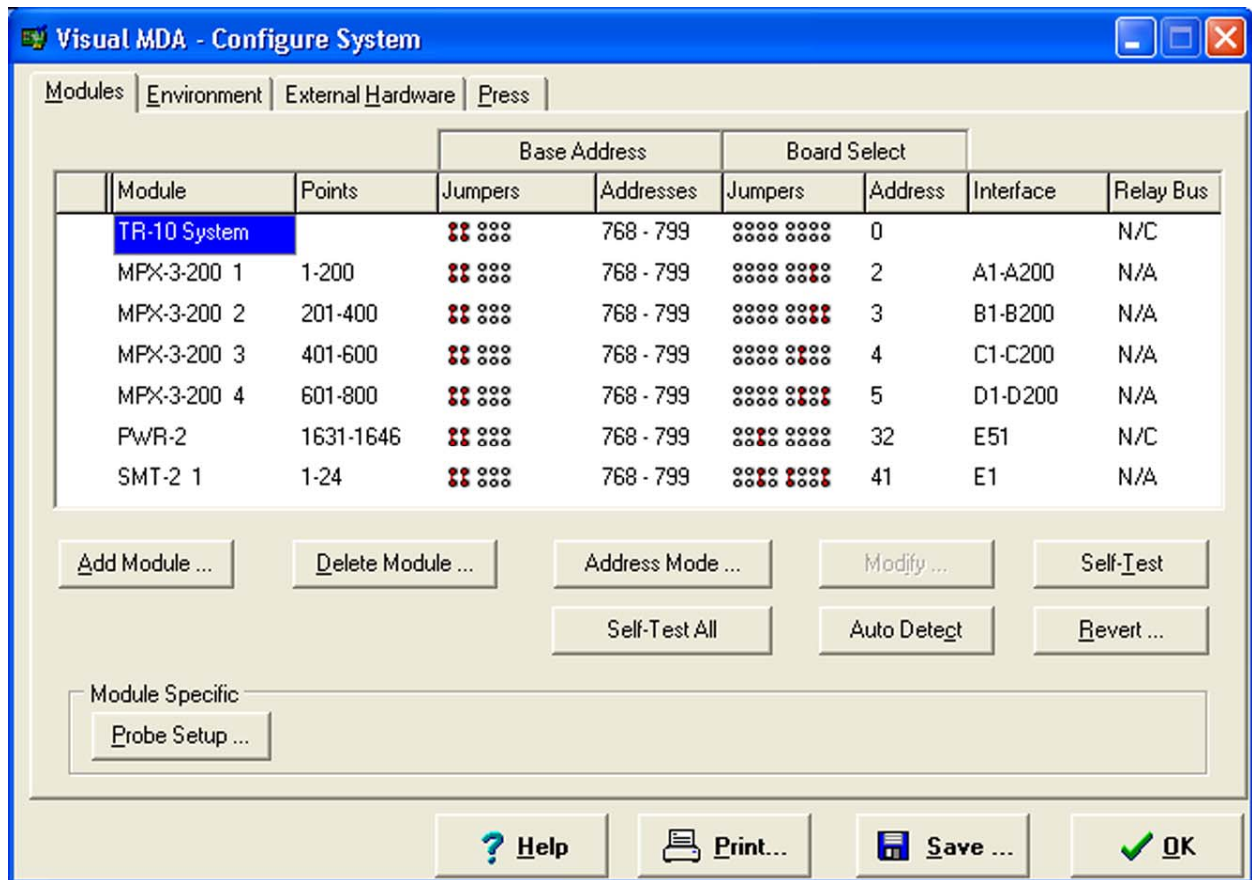 Visual MDA - Configure System
Modules Environment External Hardware Press
Base Address Board Select
Module Points Jumpers Addresses Jumpers Address Interface Relay Bus
TR-10 System 768 - 799 0 N/C
MPX-3-200 1 1-200 768 - 799 2 A1-A200 N/A
MPX-3-200 2 201-400 768 - 799 3 B1-B200 N/A
MPX-3-200 3 401-600 768 - 799 4 C1-C200 N/A
MPX-3-200 4 601-800 768 - 799 5 D1-D200 N/A
PWR-2 1631-1646 768 - 799 32 E51 N/C
SMT-2 1 1-24 768 - 799 41 E1 N/A
Add Module ... Delete Module ... Address Mode ... Modify ... Self-Test
Self-Test All Auto Detect Revert ...
Module Specific
Probe Setup ...
? Help Print... Save ... OK